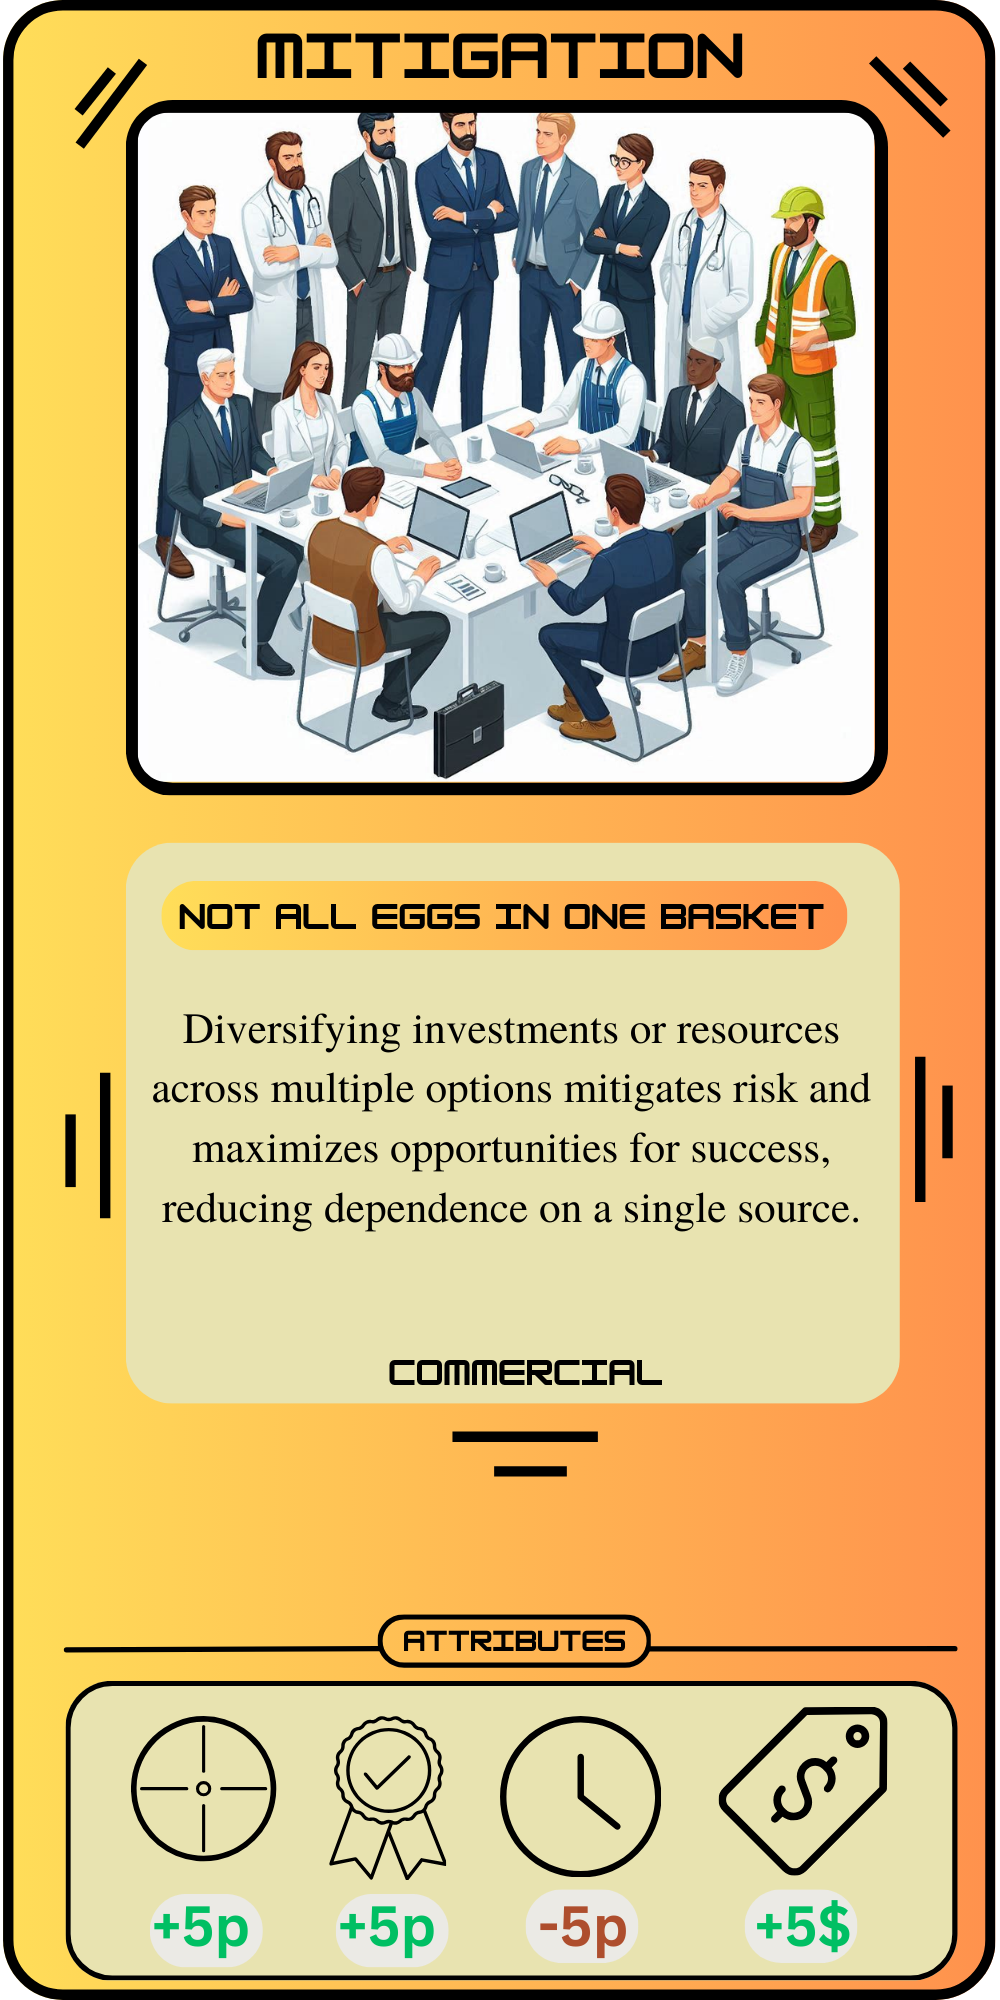 MITIGATION
NOT ALL EGGS IN ONE BASKET
Diversifying investments or resources
across multiple options mitigates risk and
maximizes opportunities for success,
reducing dependence on a single source.
COMMERCIAL
ATTRIBUTES
$
+5p +5p -5p +5$